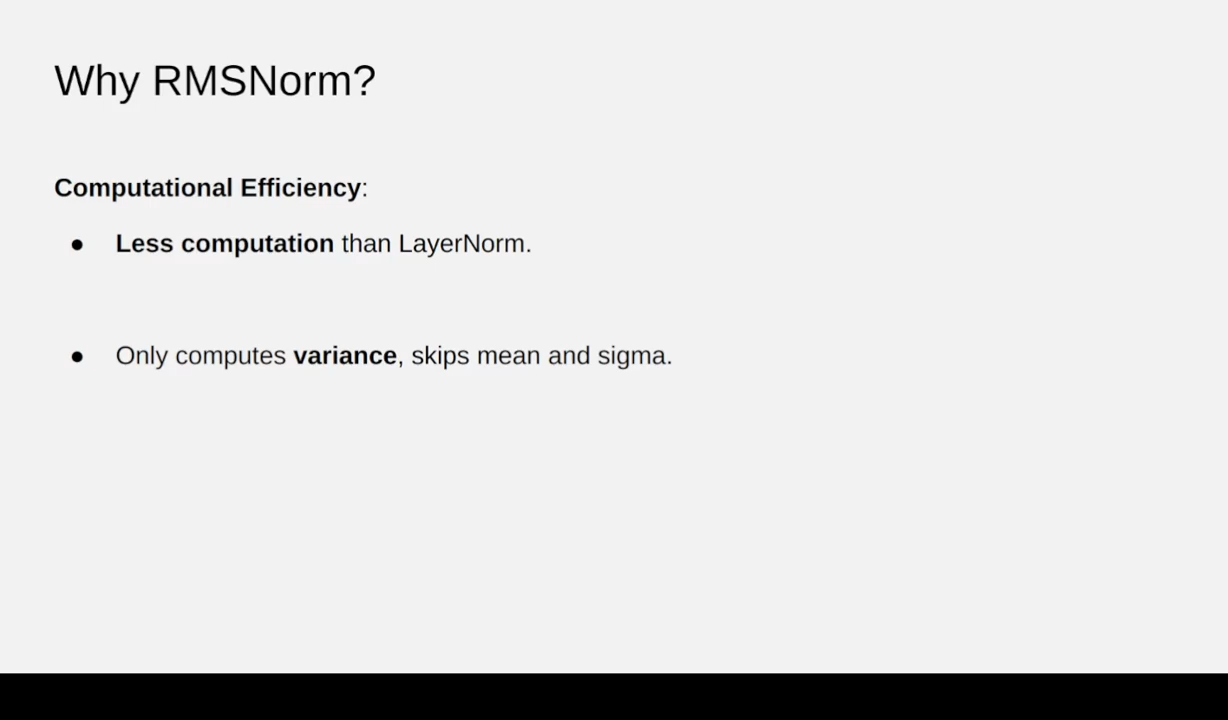 Why RMSNorm?
Computational Efficiency:
● Less computation than LayerNorm.
● Only computes variance, skips mean and sigma.